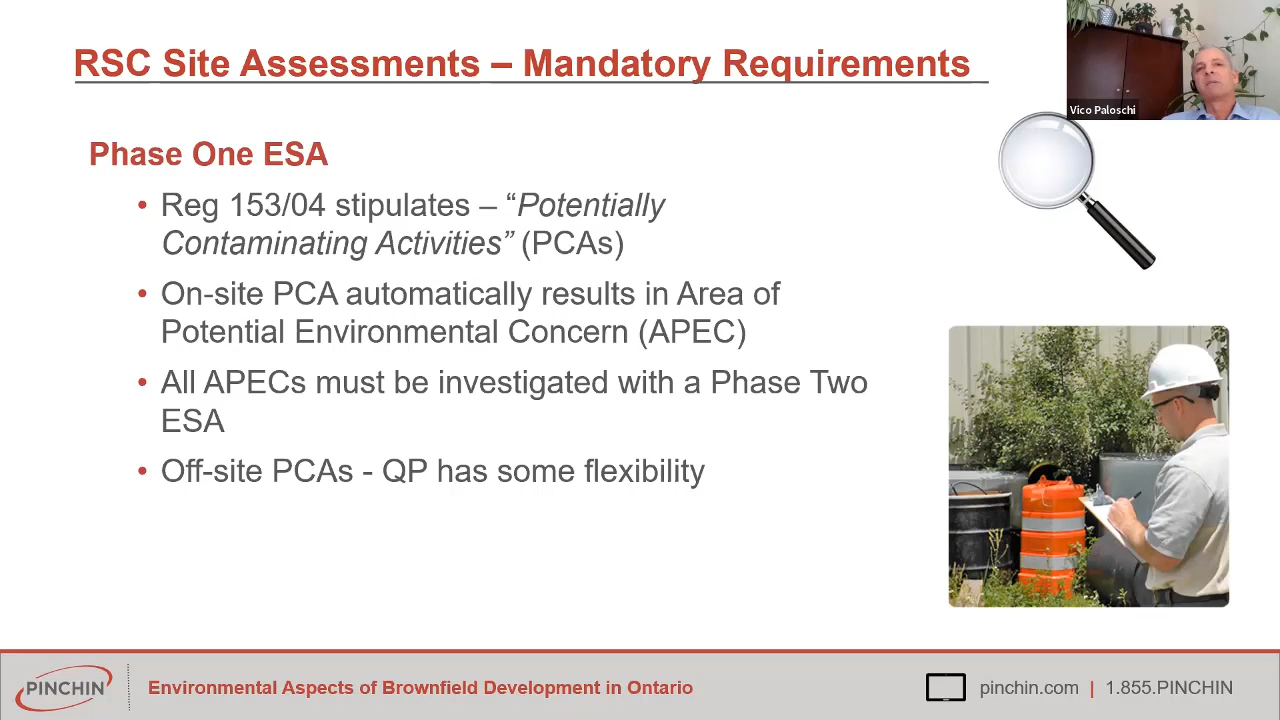 RSC Site Assessments – Mandatory Requirements
Vico Paloschi
Phase One ESA
• Reg 153/04 stipulates – “Potentially
Contaminating Activities” (PCAs)
• On-site PCA automatically results in Area of
Potential Environmental Concern (APEC)
• All APECs must be investigated with a Phase Two
ESA
• Off-site PCAs - QP has some flexibility
PINCHIN
Environmental Aspects of Brownfield Development in Ontario
pinchin.com | 1.855.PINCHIN